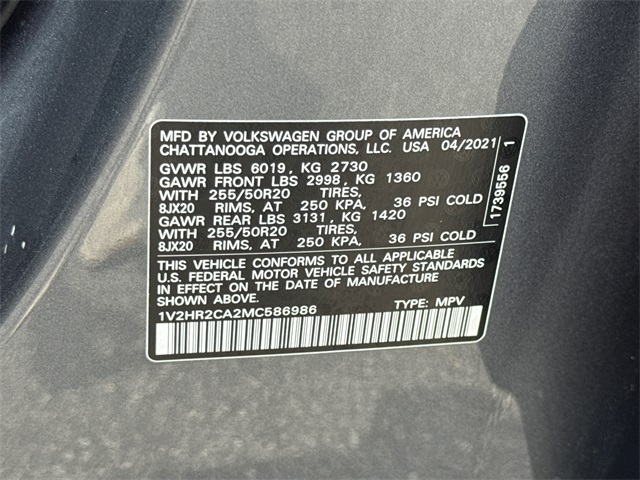 MFD BY VOLKSWAGEN GROUP OF AMERICA
CHATTANOOGA OPERATIONS, LLC. USA 04/2021
GVWR LBS 6019, KG 2730
GAWR FRONT LBS 2998, KG 1360
WITH 255/50R20 TIRES,
8JX20 RIMS, AT 250 KPA, 36 PSI COLD
GAWR REAR LBS 3131, KG 1420
WITH 255/50R20 TIRES,
8JX20 RIMS, AT 250 KPA, 36 PSI COLD
THIS VEHICLE CONFORMS TO ALL APPLICABLE
U.S. FEDERAL MOTOR VEHICLE SAFETY STANDARDS
IN EFFECT ON THE DATE OF MANUFACTURE
SHOWN ABOVE.
1V2HR2CA2MC586986 TYPE: MPV
1739556 1